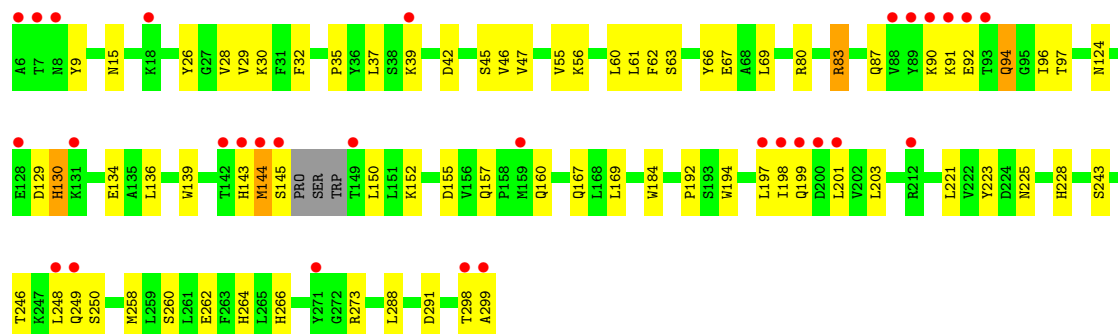 A6 T7 N8 Y9 N15 K18 Y26 G27 V28 V29 K30 F31 F32 P35 Y36 L37 S38 K39 D42 S45 V46 V47 V55 K56 L60 L61 F62 S63 Y66 E67 A68 L69 R80 R83 Q87 V88 Y89 K90 K91 E92 T93 Q94 G95 I96 T97 N124
E128 D129 H130 K131 E134 A135 L136 W139 T142 H143 M144 S145 PRO SER TRP T149 L150 L151 K152 D155 V156 Q157 P158 M159 Q160 Q167 L168 L169 W184 P192 S193 W194 L197 I198 Q199 D200 L201 V202 L203 R212 L221 V222 Y223 D224 N225 H228 S243
T246 K247 L248 Q249 S250 M258 L259 S260 L261 E262 F263 H264 L265 H266 Y271 G272 R273 L288 D291 T298 A299